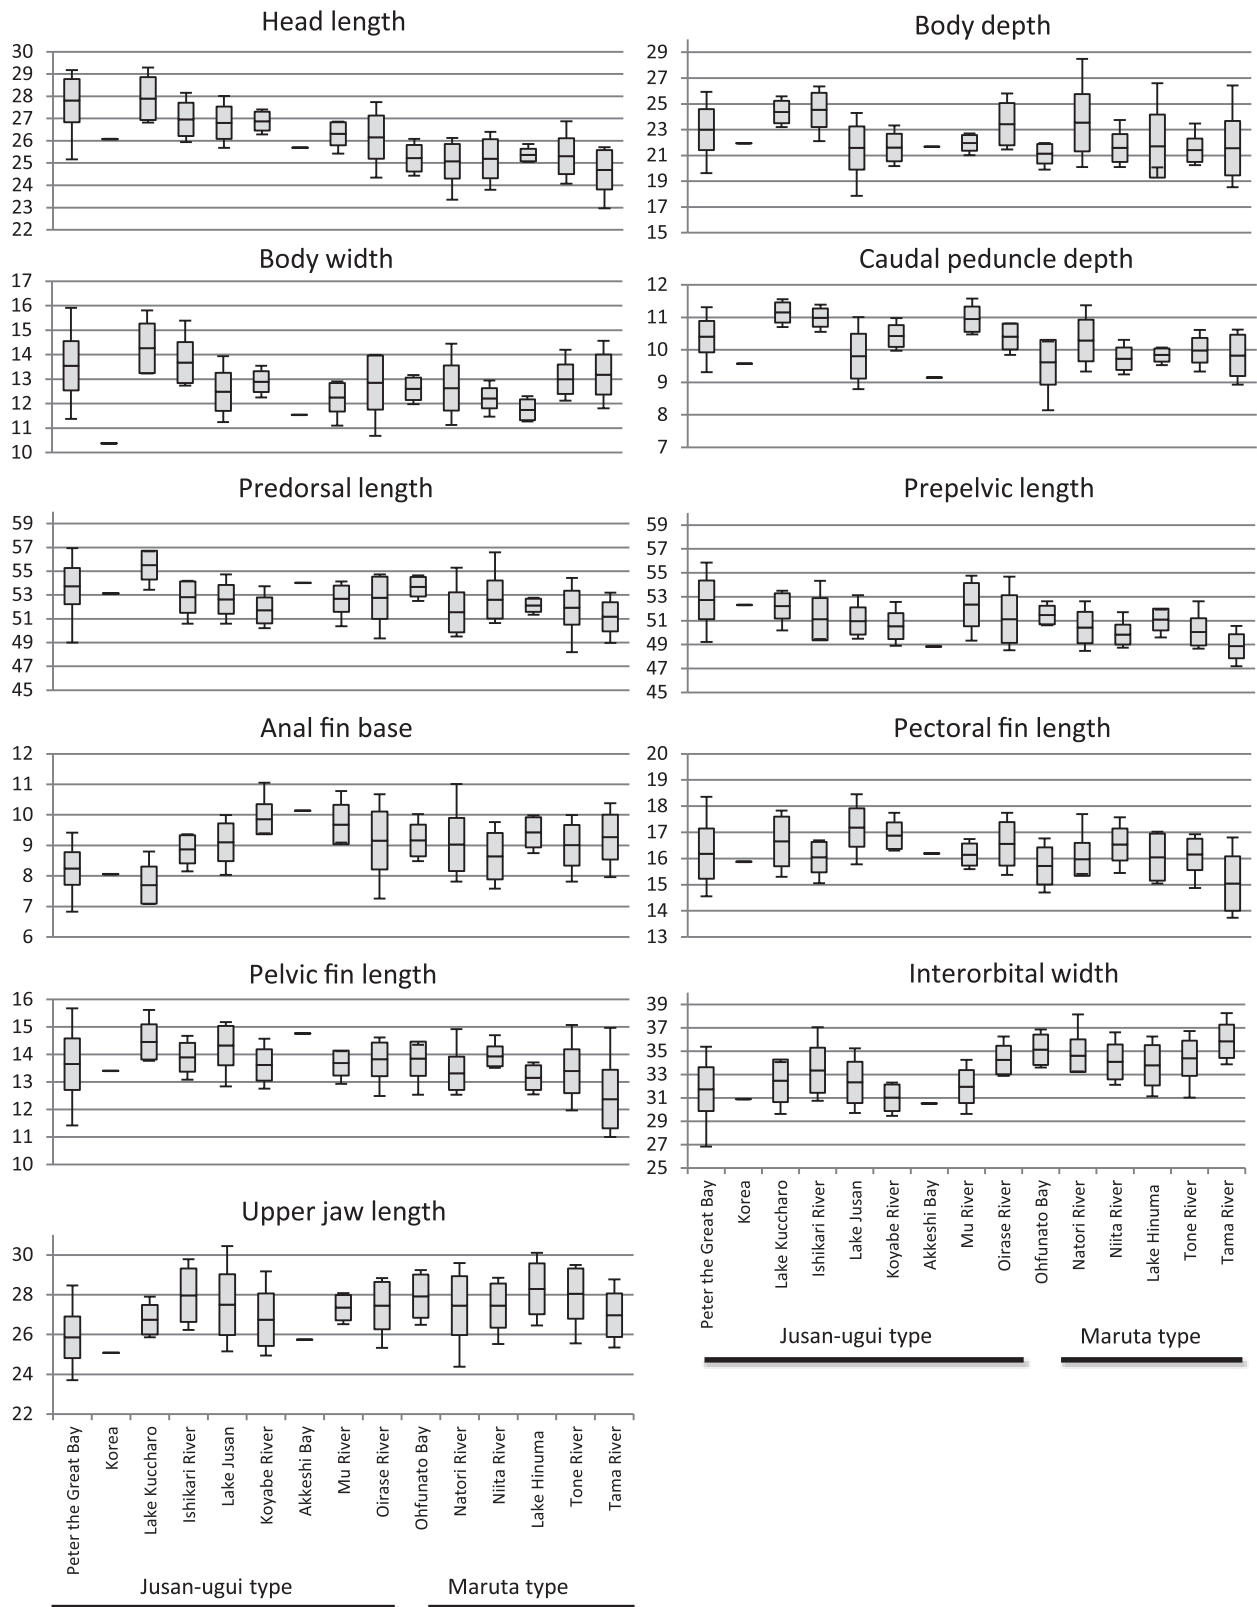 Head length
30
29
28
27
26
25
24
23
22
Body depth
29
27
25
23
21
19
17
15
Body width
17
16
15
14
13
12
11
10
Caudal peduncle depth
12
11
10
9
8
7
Predorsal length
59
57
55
53
51
49
47
45
Prepelvic length
59
57
55
53
51
49
47
45
Anal fin base
12
11
10
9
8
7
6
Pectoral fin length
20
19
18
17
16
15
14
13
Pelvic fin length
16
15
14
13
12
11
10
Interorbital width
39
37
35
33
31
29
27
25
Peter the Great Bay
Korea
Lake Kuccharo
Ishikari River
Lake Jusan
Koyabe River
Akkeshi Bay
Mu River
Oirase River
Ohfunato Bay
Natori River
Niita River
Lake Hinuma
Tone River
Tama River
Jusan-ugui type
Maruta type
Upper jaw length
30
28
26
24
22
Peter the Great Bay
Korea
Lake Kuccharo
Ishikari River
Lake Jusan
Koyabe River
Akkeshi Bay
Mu River
Oirase River
Ohfunato Bay
Natori River
Niita River
Lake Hinuma
Tone River
Tama River
Jusan-ugui type
Maruta type